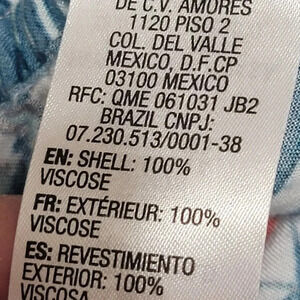 DE C.V. AMORES
1120 PISO 2
COL. DEL VALLE
MEXICO, D.F.CP
03100 MEXICO
RFC: QME 061031 JB2
BRAZIL CNPJ:
07.230.513/0001-38
EN: SHELL: 100%
VISCOSE
FR: EXTÉRIEUR: 100%
VISCOSE
ES: REVESTIMIENTO
EXTERIOR: 100%
VISCOSA